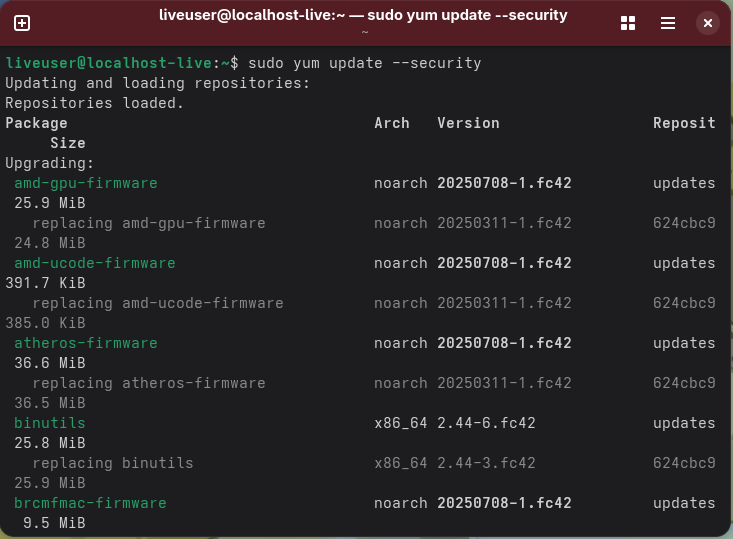 liveuser@localhost-live:~ — sudo yum update --security
~
liveuser@localhost-live:~$ sudo yum update --security
Updating and loading repositories:
Repositories loaded.
Package Arch Version Reposit
Size
Upgrading:
amd-gpu-firmware noarch 20250708-1.fc42 updates
25.9 MiB
replacing amd-gpu-firmware noarch 20250311-1.fc42 624cbc9
24.8 MiB
amd-ucode-firmware noarch 20250708-1.fc42 updates
391.7 KiB
replacing amd-ucode-firmware noarch 20250311-1.fc42 624cbc9
385.0 KiB
atheros-firmware noarch 20250708-1.fc42 updates
36.6 MiB
replacing atheros-firmware noarch 20250311-1.fc42 624cbc9
36.5 MiB
binutils x86_64 2.44-6.fc42 updates
25.8 MiB
replacing binutils x86_64 2.44-3.fc42 624cbc9
25.9 MiB
brcmfmac-firmware noarch 20250708-1.fc42 updates
9.5 MiB